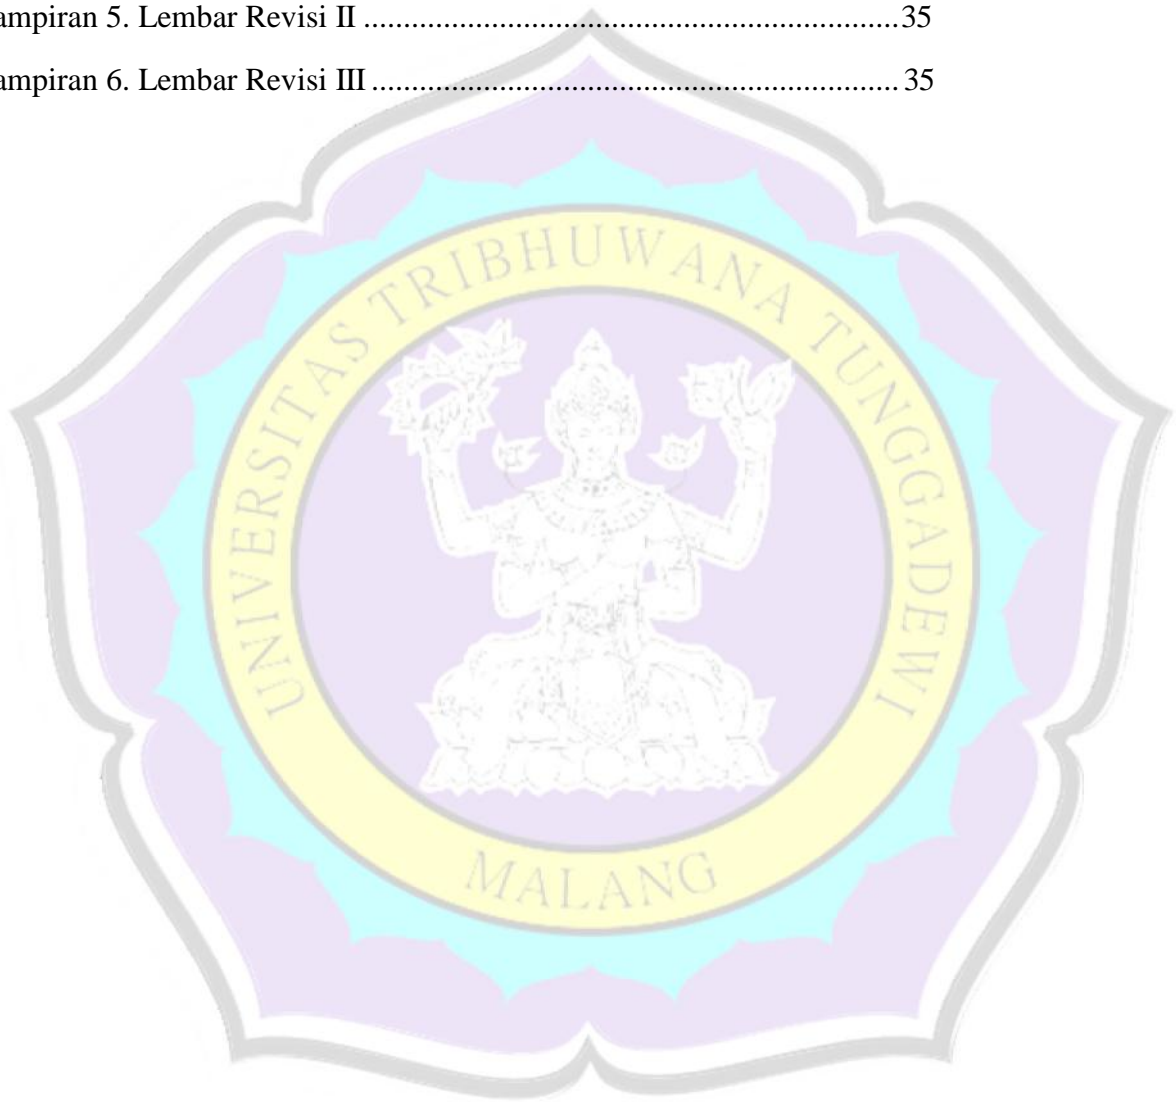 ampiran 5. Lembar Revisi II ....................................................................35
ampiran 6. Lembar Revisi III ................................................................... 35
UNIVERSITAS TRIBHUWANA TUNGGADEWI
MALANG